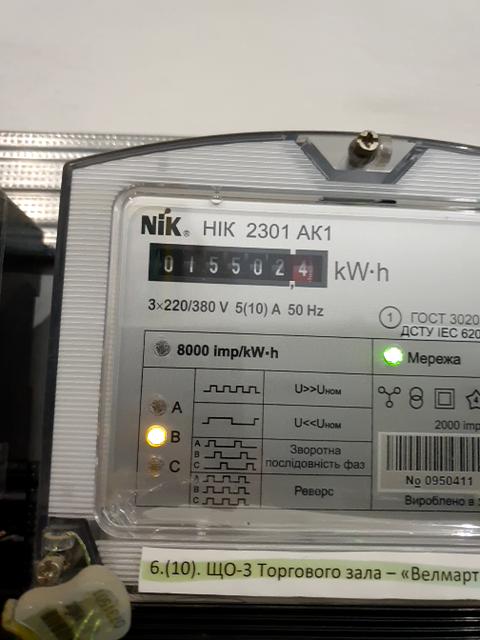 NiK® НІК 2301 АК1
015502,4 kW·h
3×220/380 V 5(10) A 50 Hz
1 ГОСТ 3020
ДСТУ IEC 620
8000 imp/kW·h
Мережа
A
B
C
U>>Uном
U<<Uном
A
B
C
Зворотна
послідовність фаз
A
B
C
Реверс
2000 imp
№ 0950411
Вироблено в
6.(10). ЩО-3 Торгового зала – «Велмарт